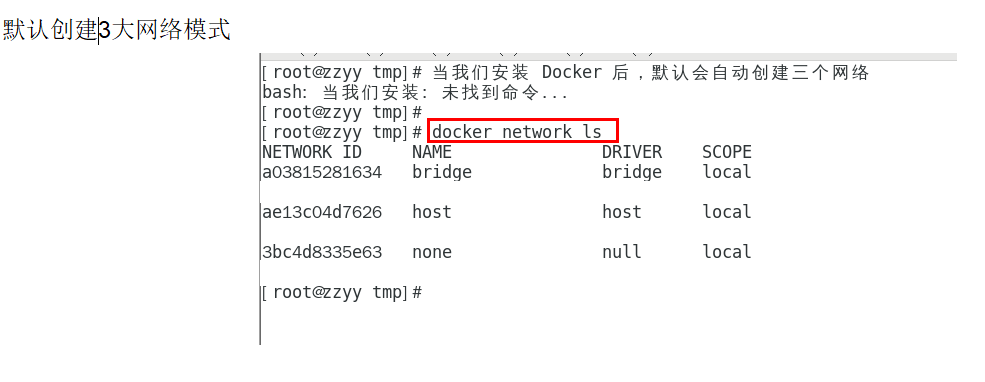 默认创建3大网络模式
[ root@zzyy tmp]# 当我们安装 Docker 后，默认会自动创建三个网络
bash: 当我们安装: 未找到命令...
[ root@zzyy tmp]#
[ root@zzyy tmp]# docker network ls
NETWORK ID NAME DRIVER SCOPE
a03815281634 bridge bridge local
ae13c04d7626 host host local
3bc4d8335e63 none null local
[ root@zzyy tmp]#